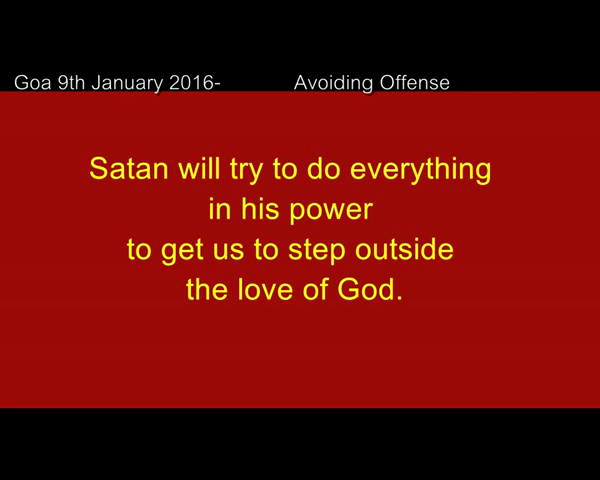 Goa 9th January 2016- Avoiding Offense
Satan will try to do everything
in his power
to get us to step outside
the love of God.